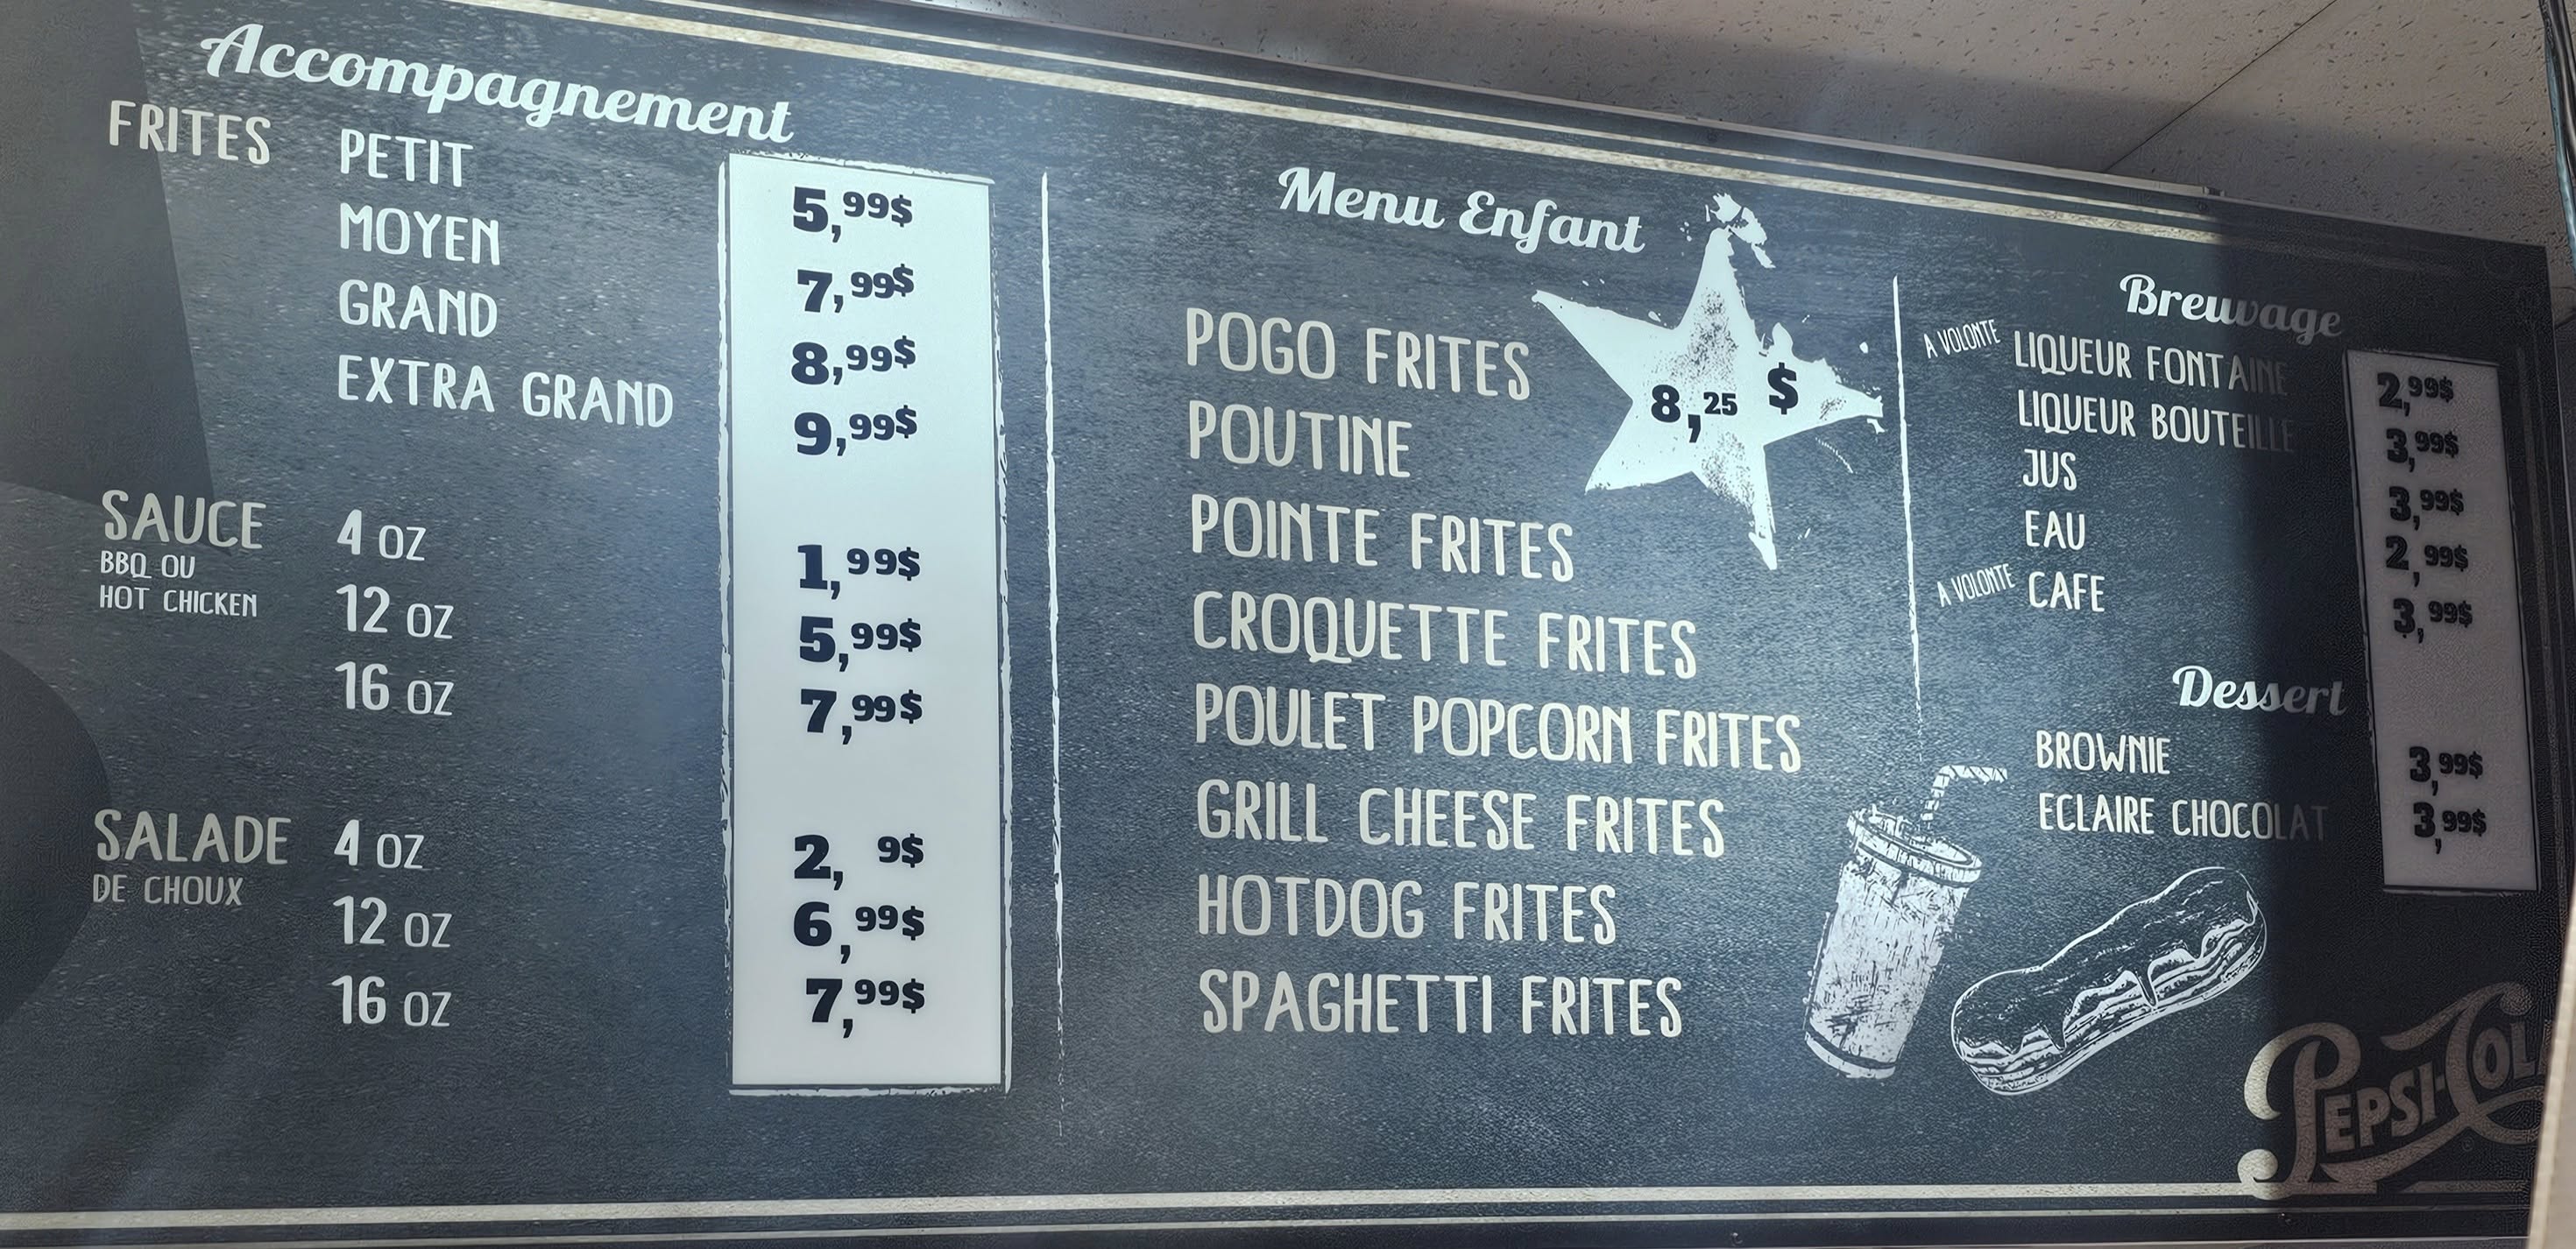 Accompagnement
FRITES PETIT 5,99$
MOYEN 7,99$
GRAND 8,99$
EXTRA GRAND 9,99$
SAUCE 4 OZ 1,99$
BBQ OU
HOT CHICKEN
12 OZ 5,99$
16 OZ 7,99$
SALADE 4 OZ 2, 9$
DE CHOUX
12 OZ 6,99$
16 OZ 7,99$
Menu Enfant
8,25 $
POGO FRITES
POUTINE
POINTE FRITES
CROQUETTE FRITES
POULET POPCORN FRITES
GRILL CHEESE FRITES
HOTDOG FRITES
SPAGHETTI FRITES
Breuvage
A VOLONTE LIQUEUR FONTAINE 2,99$
LIQUEUR BOUTEILLE 3,99$
JUS 3,99$
EAU 2,99$
A VOLONTE CAFE 3,99$
Dessert
BROWNIE 3,99$
ECLAIRE CHOCOLAT 3,99$
PEPSI-COLA